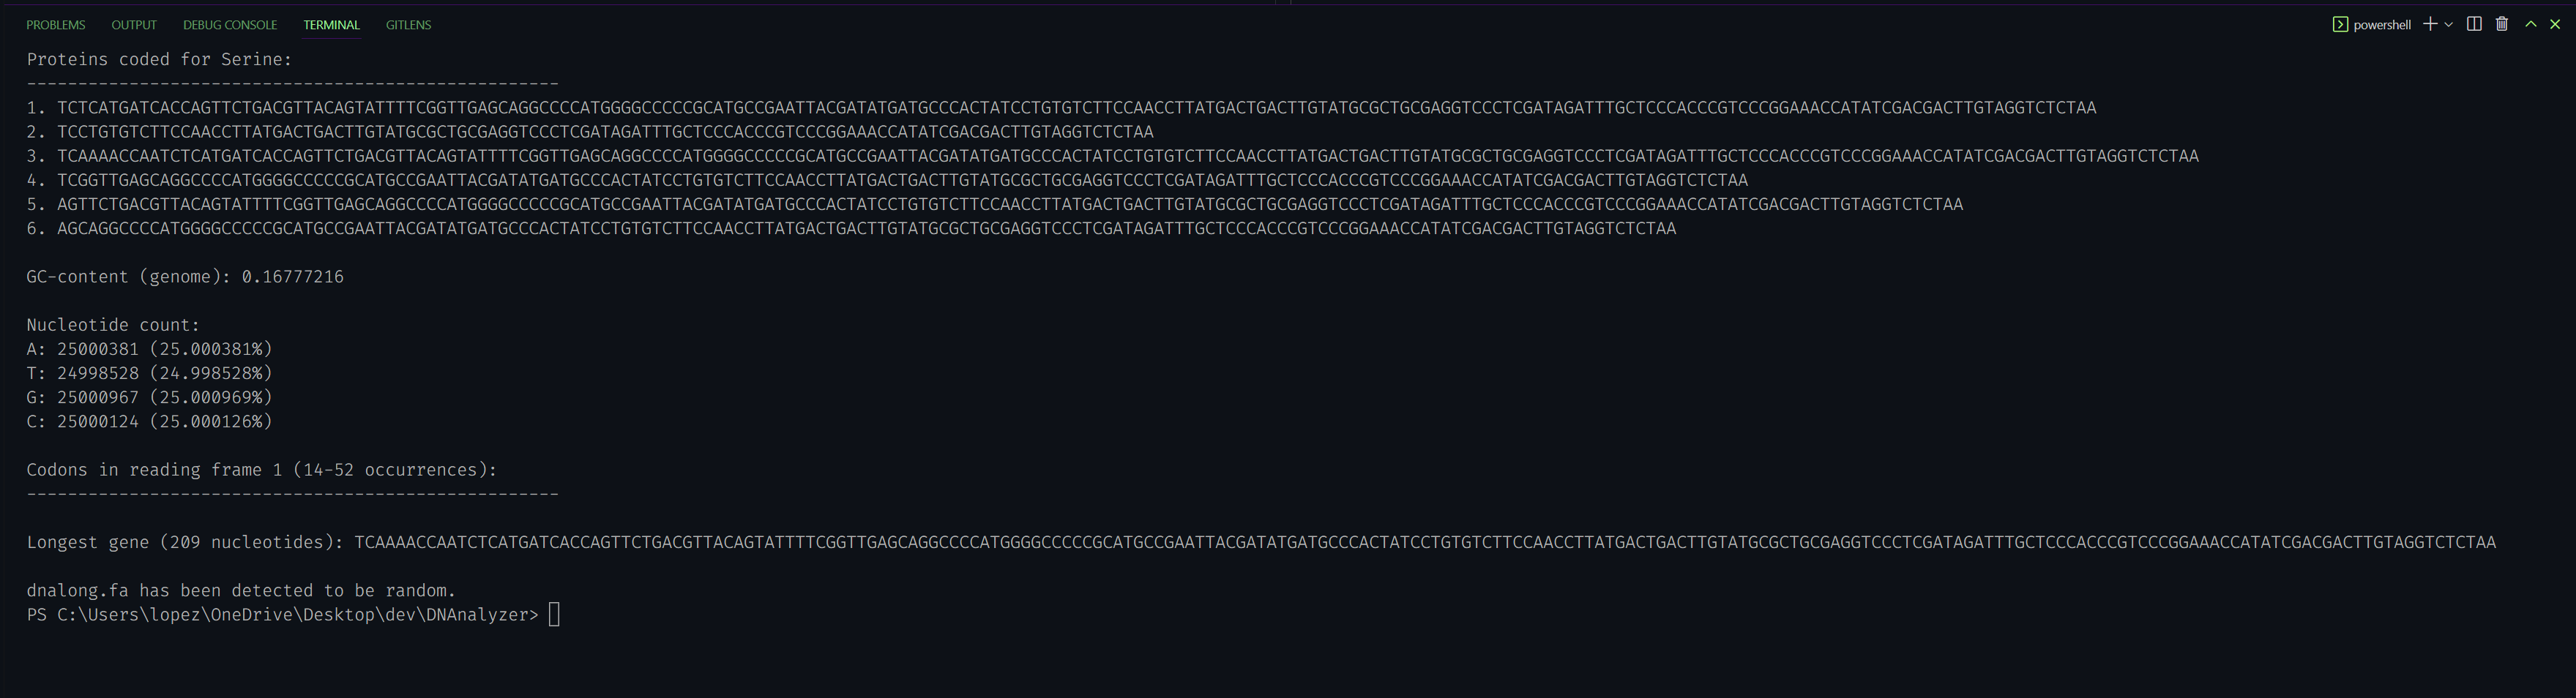 PROBLEMS OUTPUT DEBUG CONSOLE TERMINAL GITLENS powershell
Proteins coded for Serine:
----------------------------------------------------
1. TCTCATGATCACCAGTTCTGACGTTACAGTATTTTCGGTTGAGCAGGCCCCATGGGGCCCCCGCATGCCGAATTACGATATGATGCCCACTATCCTGTGTCTTCCAACCTTATGACTGACTTGTATGCGCTGCGAGGTCCCTCGATAGATTTGCTCCCACCCGTCCCGGAAACCATATCGACGACTTGTAGGTCTCTAA
2. TCCTGTGTCTTCCAACCTTATGACTGACTTGTATGCGCTGCGAGGTCCCTCGATAGATTTGCTCCCACCCGTCCCGGAAACCATATCGACGACTTGTAGGTCTCTAA
3. TCAAAACCAATCTCATGATCACCAGTTCTGACGTTACAGTATTTTCGGTTGAGCAGGCCCCATGGGGCCCCCGCATGCCGAATTACGATATGATGCCCACTATCCTGTGTCTTCCAACCTTATGACTGACTTGTATGCGCTGCGAGGTCCCTCGATAGATTTGCTCCCACCCGTCCCGGAAACCATATCGACGACTTGTAGGTCTCTAA
4. TCGGTTGAGCAGGCCCCATGGGGCCCCCGCATGCCGAATTACGATATGATGCCCACTATCCTGTGTCTTCCAACCTTATGACTGACTTGTATGCGCTGCGAGGTCCCTCGATAGATTTGCTCCCACCCGTCCCGGAAACCATATCGACGACTTGTAGGTCTCTAA
5. AGTTCTGACGTTACAGTATTTTCGGTTGAGCAGGCCCCATGGGGCCCCCGCATGCCGAATTACGATATGATGCCCACTATCCTGTGTCTTCCAACCTTATGACTGACTTGTATGCGCTGCGAGGTCCCTCGATAGATTTGCTCCCACCCGTCCCGGAAACCATATCGACGACTTGTAGGTCTCTAA
6. AGCAGGCCCCATGGGGCCCCCGCATGCCGAATTACGATATGATGCCCACTATCCTGTGTCTTCCAACCTTATGACTGACTTGTATGCGCTGCGAGGTCCCTCGATAGATTTGCTCCCACCCGTCCCGGAAACCATATCGACGACTTGTAGGTCTCTAA
GC-content (genome): 0.16777216
Nucleotide count:
A: 25000381 (25.000381%)
T: 24998528 (24.998528%)
G: 25000967 (25.000969%)
C: 25000124 (25.000126%)
Codons in reading frame 1 (14-52 occurrences):
----------------------------------------------------
Longest gene (209 nucleotides): TCAAAACCAATCTCATGATCACCAGTTCTGACGTTACAGTATTTTCGGTTGAGCAGGCCCCATGGGGCCCCCGCATGCCGAATTACGATATGATGCCCACTATCCTGTGTCTTCCAACCTTATGACTGACTTGTATGCGCTGCGAGGTCCCTCGATAGATTTGCTCCCACCCGTCCCGGAAACCATATCGACGACTTGTAGGTCTCTAA
dnalong.fa has been detected to be random.
PS C:\Users\lopez\OneDrive\Desktop\dev\DNAnalyzer>